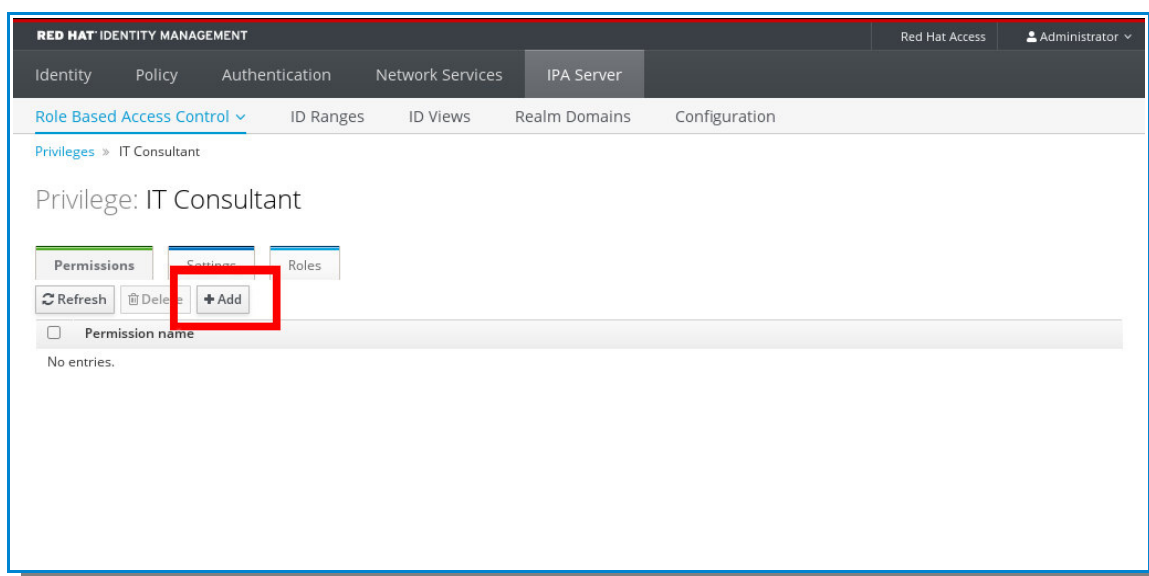 RED HAT® IDENTITY MANAGEMENT Red Hat Access Administrator
Identity Policy Authentication Network Services IPA Server
Role Based Access Control ID Ranges ID Views Realm Domains Configuration
Privileges » IT Consultant
Privilege: IT Consultant
Permissions Settings Roles
Refresh Delete + Add
Permission name
No entries.